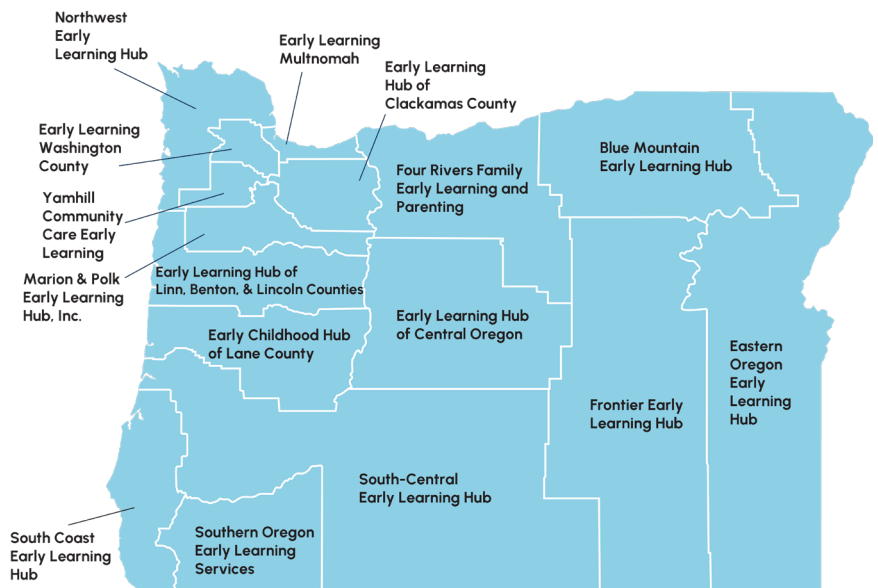 Northwest
Early
Learning Hub
Early Learning
Multnomah
Early Learning
Hub of
Clackamas County
Early Learning
Washington
County
Blue Mountain
Early Learning Hub
Four Rivers Family
Early Learning and
Parenting
Yamhill
Community
Care Early
Learning
Marion & Polk
Early Learning
Hub, Inc.
Early Learning Hub of
Linn, Benton, & Lincoln Counties
Early Childhood Hub
of Lane County
Early Learning Hub
of Central Oregon
Eastern
Oregon
Early
Learning
Hub
Frontier Early
Learning Hub
South-Central
Early Learning Hub
South Coast
Early Learning
Hub
Southern Oregon
Early Learning
Services